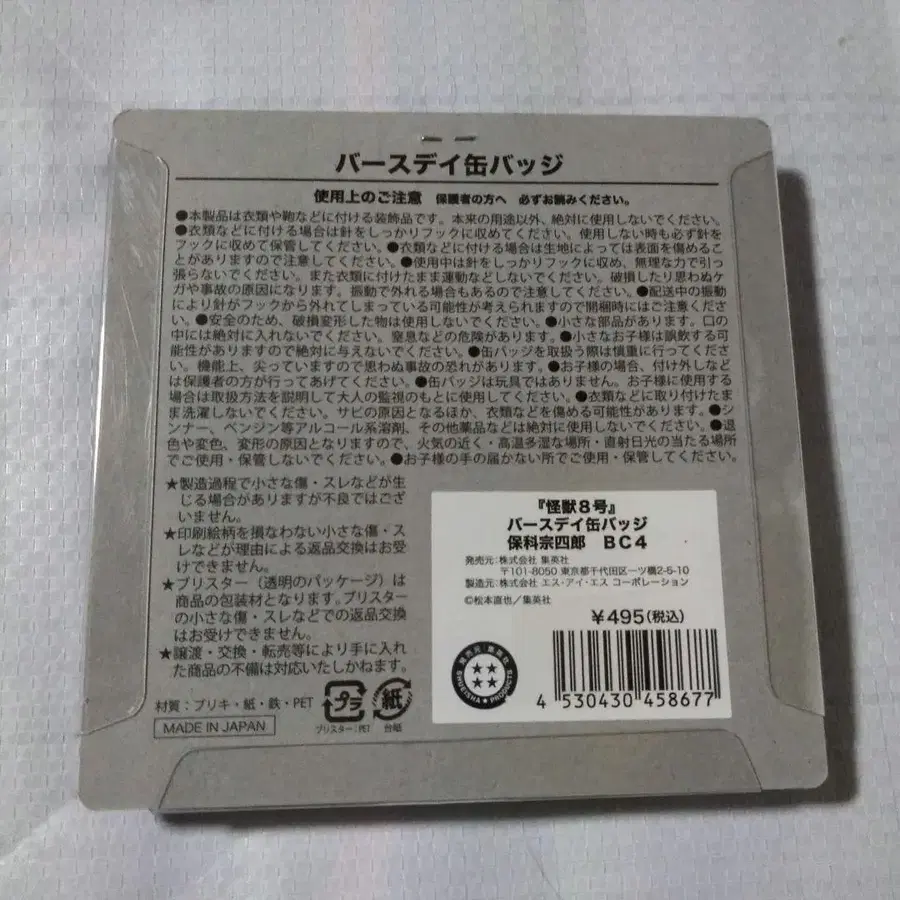 バースデイ缶バッジ
使用上のご注意 保護者の方へ 必ずお読みください。
●本製品は衣類や鞄などに付ける装飾品です。本来の用途以外、絶対に使用しないでください。
●衣類などに付ける場合は針をしっかりフックに収めてください。使用しない時も必ず針を
フックに収めて保管してください。●衣類などに付ける場合は生地によっては表面を傷めるこ
とがありますので注意してください。●使用中は針をしっかりフックに収め、無理な力で引っ
張らないでください。また衣類に付けたまま運動などしないでください。破損したり思わぬケ
ガや事故の原因になります。振動で外れる場合もあるので注意してください。●配送中の振動
により針がフックから外れてしまっている可能性が考えられますので開梱時にはご注意くださ
い。●安全のため、破損変形した物は使用しないでください。●小さな部品があります。口の
中には絶対に入れないでください。窒息などの危険があります。●小さなお子様は誤飲する可
能性がありますので絶対に与えないでください。●缶バッジを取扱う際は慎重に行ってくださ
い。機能上、尖っていますので思わぬ事故の恐れがあります。●お子様の場合、付け外しなど
は保護者の方が行ってあげてください。●缶バッジは玩具ではありません。お子様に使用する
場合は取扱方法を説明して大人の監視のもとに使用してください。●衣類などに取り付けたま
ま洗濯しないでください。サビの原因となるほか、衣類などを傷める可能性があります。●シ
ンナー、ベンジン等アルコール系溶剤、その他薬品などは絶対に使用しないでください。●退
色や変色、変形の原因となりますので、火気の近く・高温多湿な場所・直射日光の当たる場所
でご使用・保管しないでください。●お子様の手の届かない所でご使用・保管してください。
★製造過程で小さな傷・スレなどが生
じる場合がありますが不良ではござ
いません。
★印刷絵柄を損なわない小さな傷・ス
レなどが理由による返品交換はお受
けできません。
★ブリスター（透明のパッケージ）は
商品の包装材となります。ブリスター
の小さな傷・スレなどでの返品交換
はお受けできません。
★譲渡・交換・転売等により手に入れ
た商品の不備は対応いたしかねます。
材質：ブリキ・紙・鉄・PET
MADE IN JAPAN
プラ
ブリスター：PET
紙
台紙
『怪獣８号』
バースデイ缶バッジ
保科宗四郎 ＢＣ４
発売元：株式会社 集英社
〒101-8050 東京都千代田区一ツ橋2-5-10
製造元：株式会社 エス・アイ・エス コーポレーション
©松本直也／集英社
¥495(税込)
発売元 集英社
SHUEISHA PRODUCTS
4 530430 458677